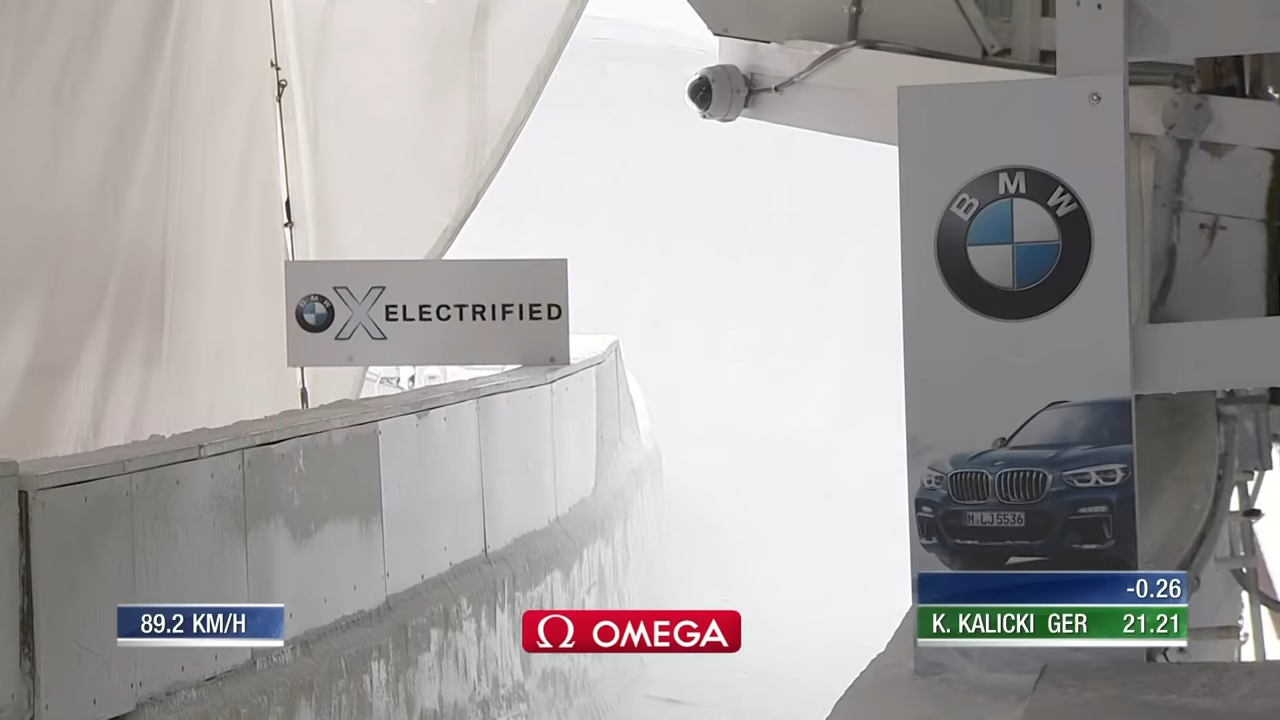 BMW
BMW
X ELECTRIFIED
M LJ 5536
-0.26
89.2 KM/H
Ω OMEGA
K. KALICKI GER 21.21